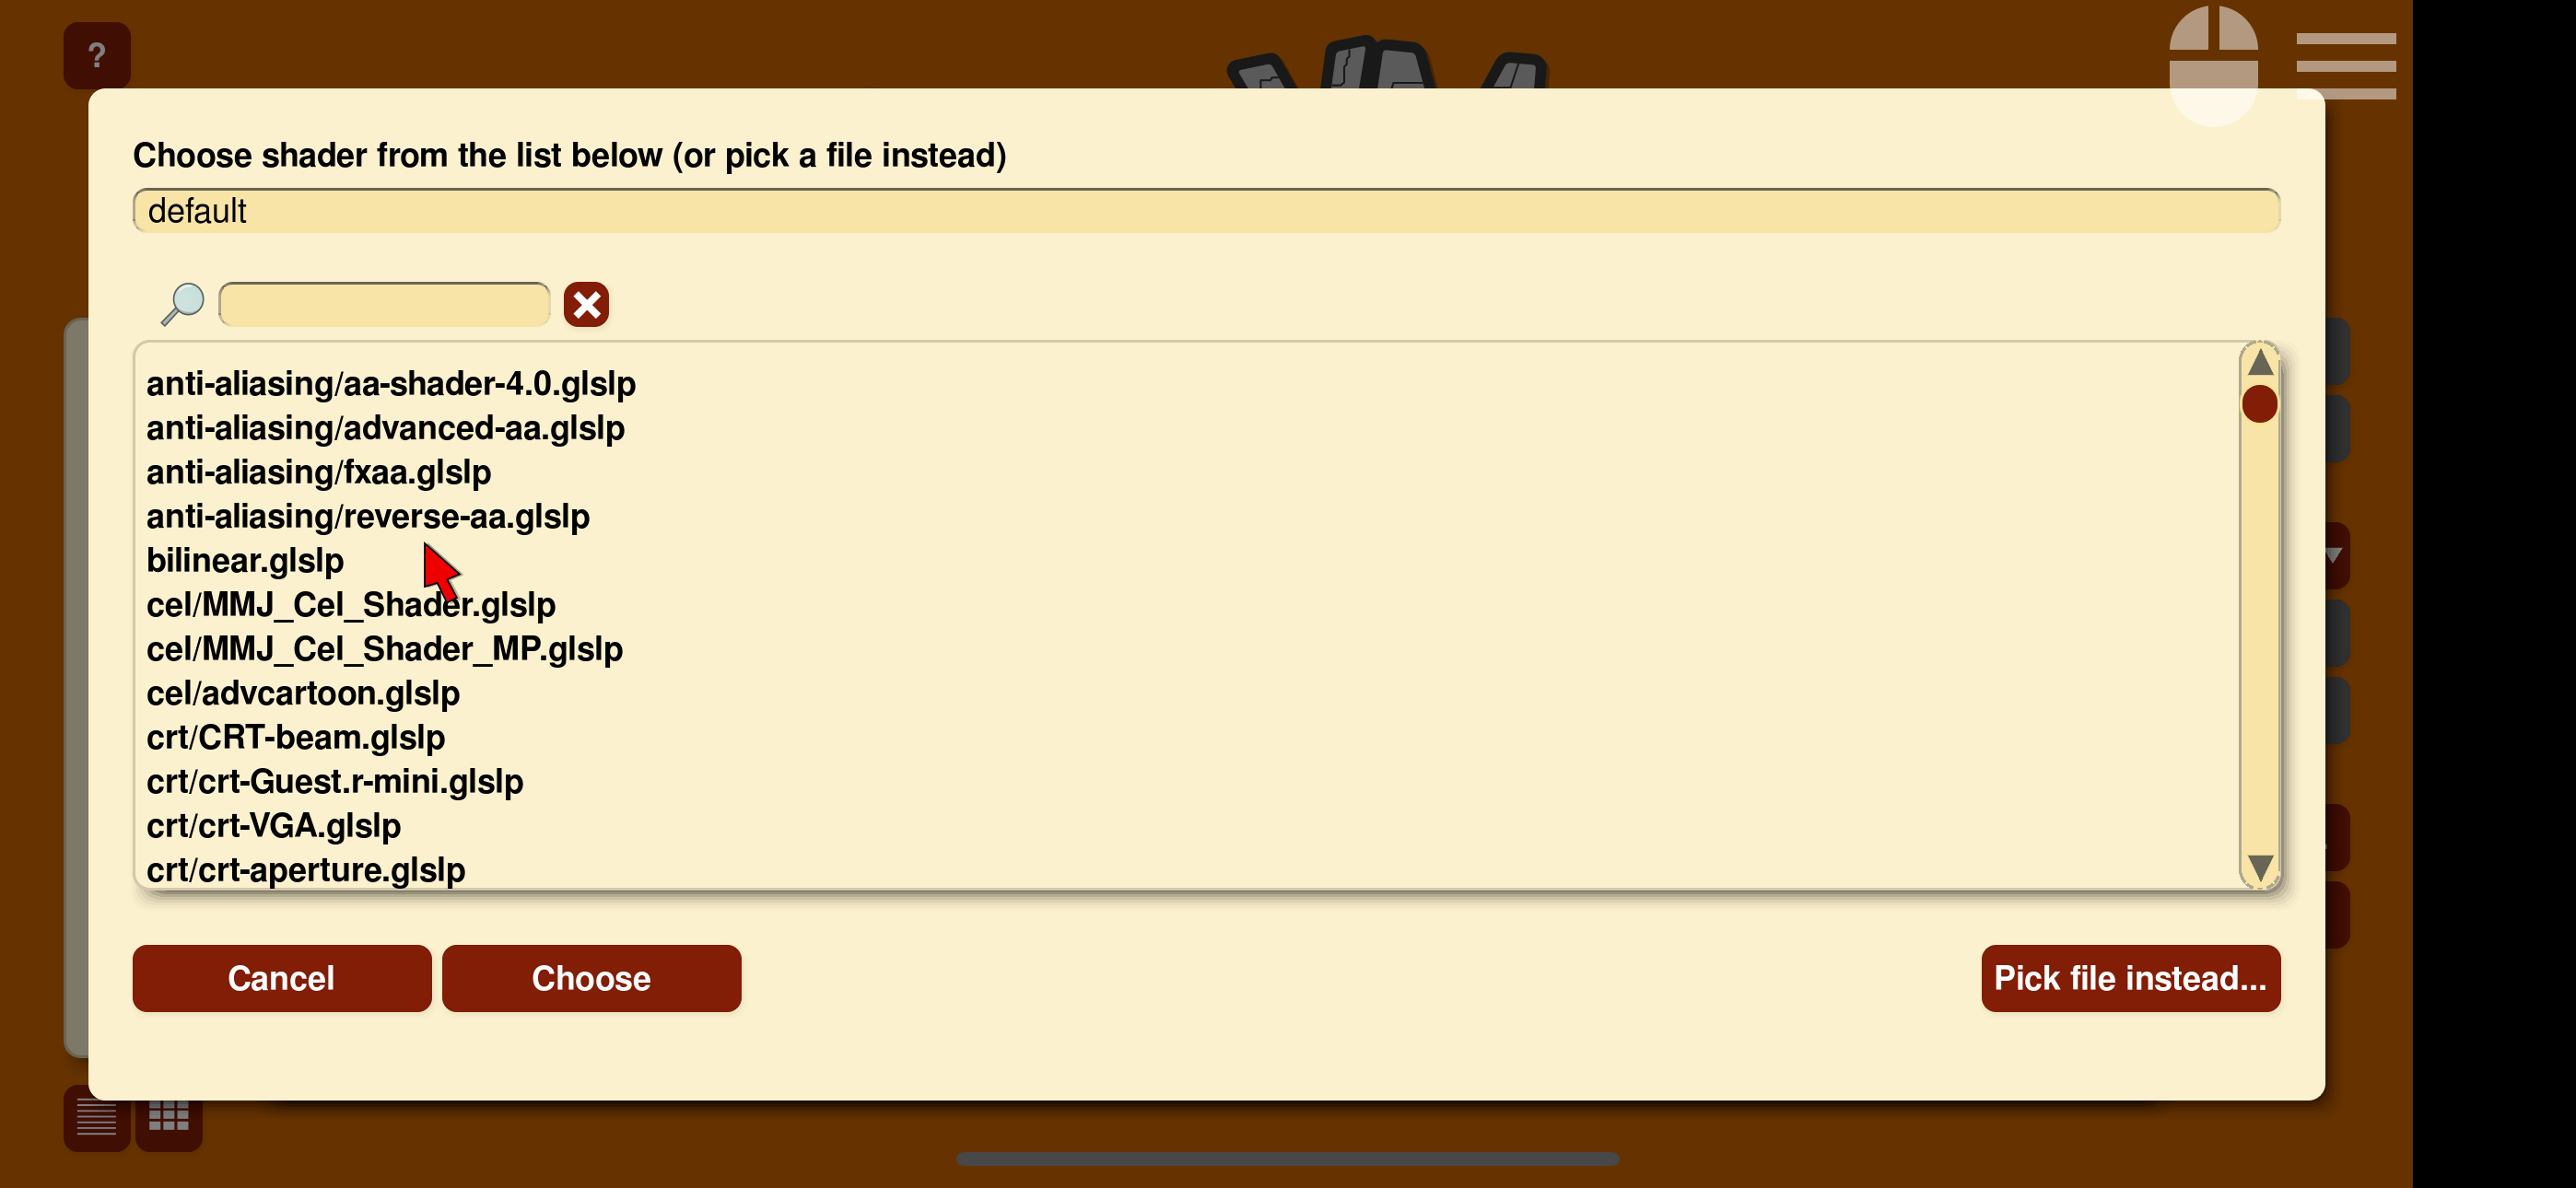 ?
Choose shader from the list below (or pick a file instead)
default
anti-aliasing/aa-shader-4.0.glslp
anti-aliasing/advanced-aa.glslp
anti-aliasing/fxaa.glslp
anti-aliasing/reverse-aa.glslp
bilinear.glslp
cel/MMJ_Cel_Shader.glslp
cel/MMJ_Cel_Shader_MP.glslp
cel/advcartoon.glslp
crt/CRT-beam.glslp
crt/crt-Guest.r-mini.glslp
crt/crt-VGA.glslp
crt/crt-aperture.glslp
Cancel Choose Pick file instead...